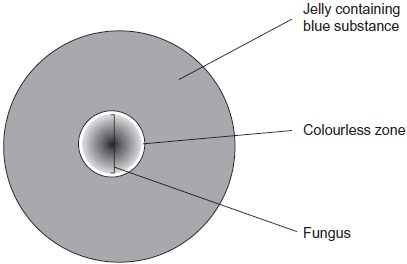 Jelly containing
blue substance
Colourless zone
Fungus